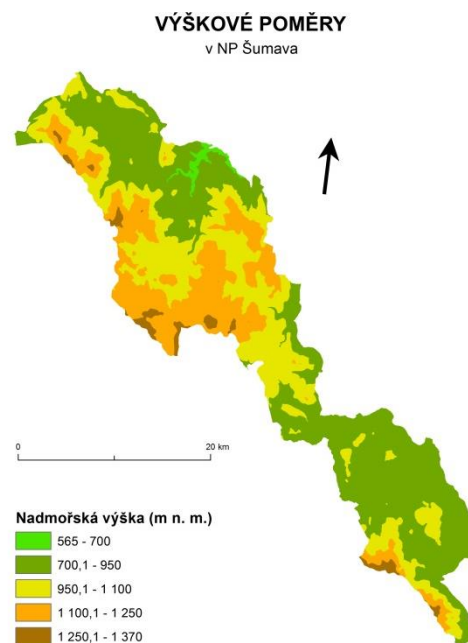 VÝŠKOVÉ POMĚRY
v NP Šumava
0 20 km
Nadmořská výška (m n. m.)
565 - 700
700,1 - 950
950,1 - 1 100
1 100,1 - 1 250
1 250,1 - 1 370